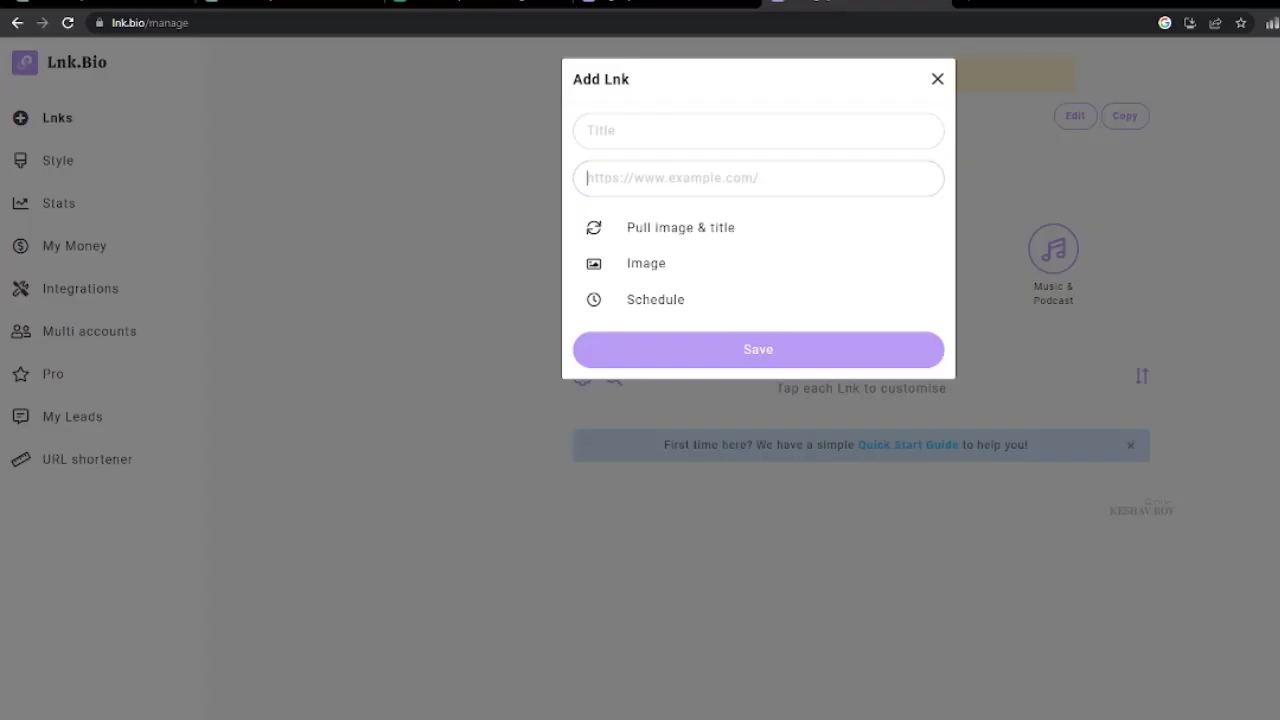 lnk.bio/manage
Lnk.Bio
Lnks
Style
Stats
My Money
Integrations
Multi accounts
Pro
My Leads
URL shortener
Add Lnk
Title
https://www.example.com/
Pull image & title
Image
Schedule
Save
Edit
Copy
Music &
Podcast
Tap each Lnk to customise
First time here? We have a simple Quick Start Guide to help you!
KESHAV ROY